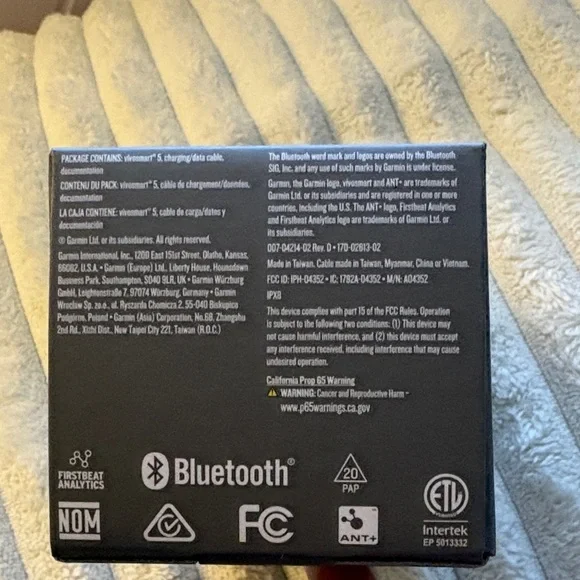 PACKAGE CONTAINS: vívosmart® 5, charging/data cable,
documentation
CONTENU DU PACK: vívosmart® 5, câble de chargement/données,
documentation
LA CAJA CONTIENE: vívosmart® 5, cable de carga/datos y
documentación
© Garmin Ltd. or its subsidiaries. All rights reserved.
Garmin International, Inc., 1200 East 151st Street, Olathe, Kansas,
66062, U.S.A. • Garmin (Europe) Ltd., Liberty House, Hounsdown
Business Park, Southampton, SO40 9LR, UK • Garmin Würzburg
GmbH, Leightonstraße 7, 97074 Würzburg, Germany • Garmin
Wrocław Sp. zo.o., ul. Ryszarda Chomicza 2, 55-040 Biskupice
Podgórne, Poland • Garmin (Asia) Corporation, No.68, Zhangshu
2nd Rd., Xizhi Dist., New Taipei City 221, Taiwan (R.O.C.)
The Bluetooth word mark and logos are owned by the Bluetooth
SIG, Inc. and any use of such marks by Garmin is under license.
Garmin, the Garmin logo, vívosmart and ANT+ are trademarks of
Garmin Ltd. or its subsidiaries and are registered in one or more
countries, including the U.S. The ANT+ logo, Firstbeat Analytics
and Firstbeat Analytics logo are trademarks of Garmin Ltd. or
its subsidiaries.
D07-04214-02 Rev. D • 170-02813-02
Made in Taiwan. Cable made in Taiwan, Myanmar, China or Vietnam.
FCC ID: IPH-04352 • IC: 1792A-04352 • M/N: A04352
IPX8
This device complies with part 15 of the FCC Rules. Operation
is subject to the following two conditions: (1) This device may
not cause harmful interference, and (2) this device must accept
any interference received, including interference that may cause
undesired operation.
California Prop 65 Warning
WARNING: Cancer and Reproductive Harm -
www.p65warnings.ca.gov
FIRSTBEAT
ANALYTICS
Bluetooth®
20
PAP
NOM
FC
ANT+
ETL
Intertek
EP 5013332